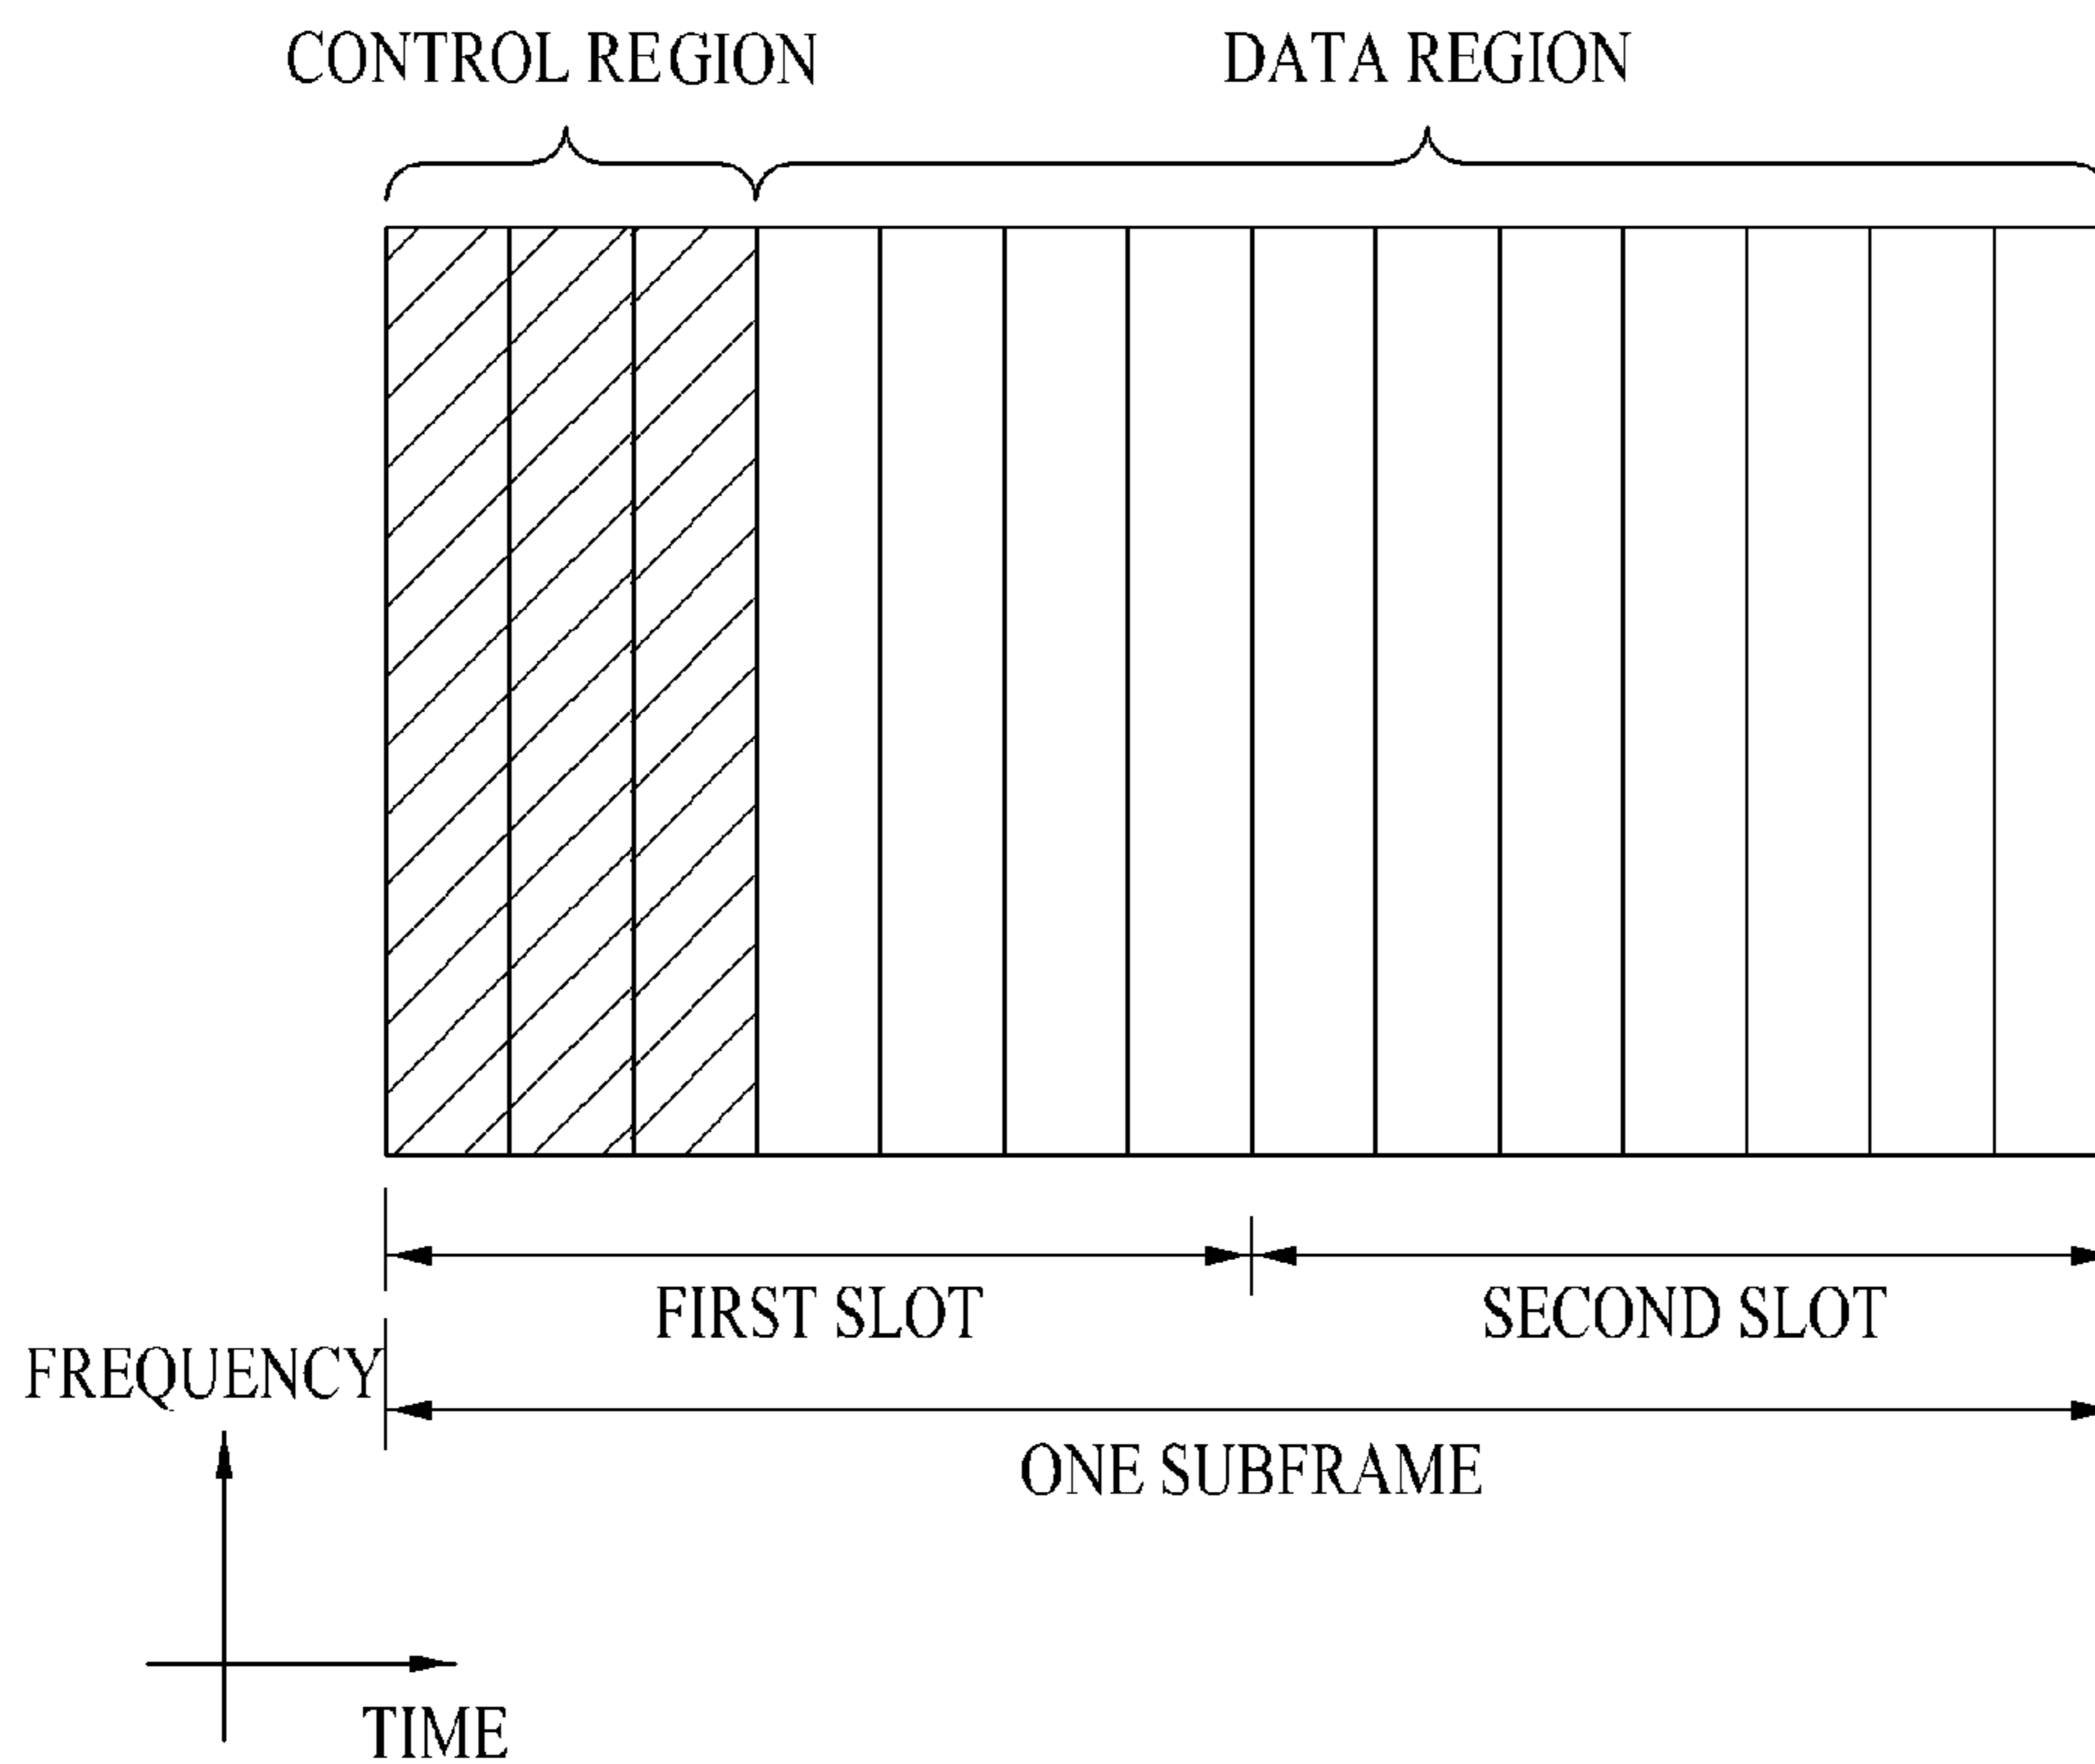 CONTROL REGION
DATA REGION
FIRST SLOT
SECOND SLOT
FREQUENCY
ONE SUBFRAME
TIME